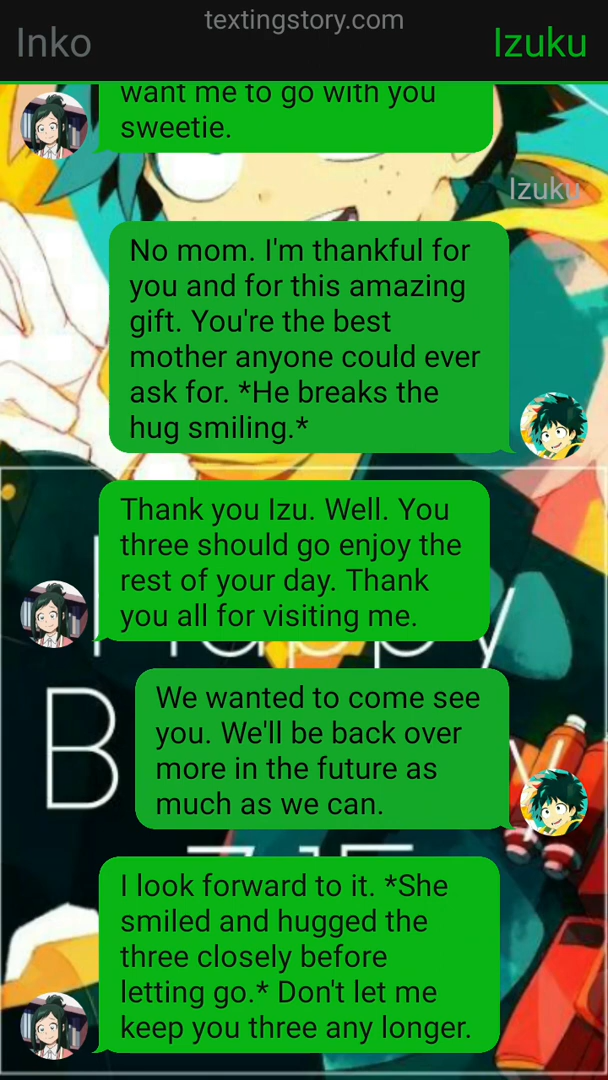 textingstory.com
Inko
Izuku
want me to go with you
sweetie.
Izuku
No mom. I'm thankful for
you and for this amazing
gift. You're the best
mother anyone could ever
ask for. *He breaks the
hug smiling.*
Thank you Izu. Well. You
three should go enjoy the
rest of your day. Thank
you all for visiting me.
We wanted to come see
you. We'll be back over
more in the future as
much as we can.
I look forward to it. *She
smiled and hugged the
three closely before
letting go.* Don't let me
keep you three any longer.